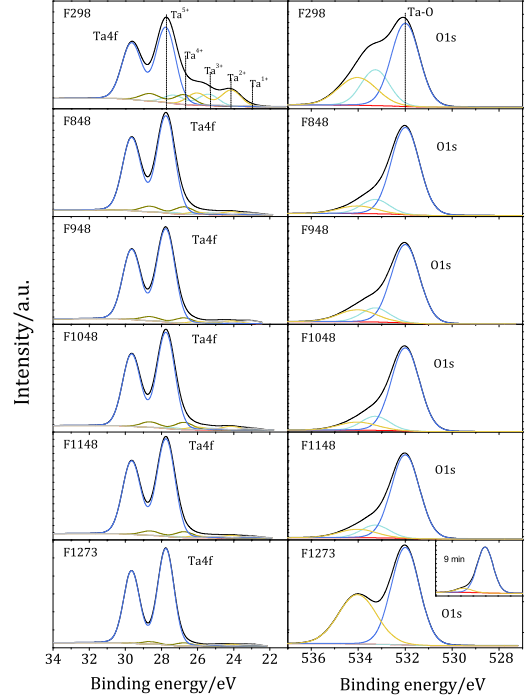 F298
Ta4f
Ta5+
Ta4+
Ta3+
Ta2+
Ta1+
F298
Ta-O
O1s
F848
Ta4f
F848
O1s
F948
Ta4f
F948
O1s
F1048
Ta4f
F1048
O1s
F1148
Ta4f
F1148
O1s
F1273
Ta4f
F1273
9 min
O1s
Intensity/a.u.
34 32 30 28 26 24 22
536 534 532 530 528
Binding energy/eV
Binding energy/eV